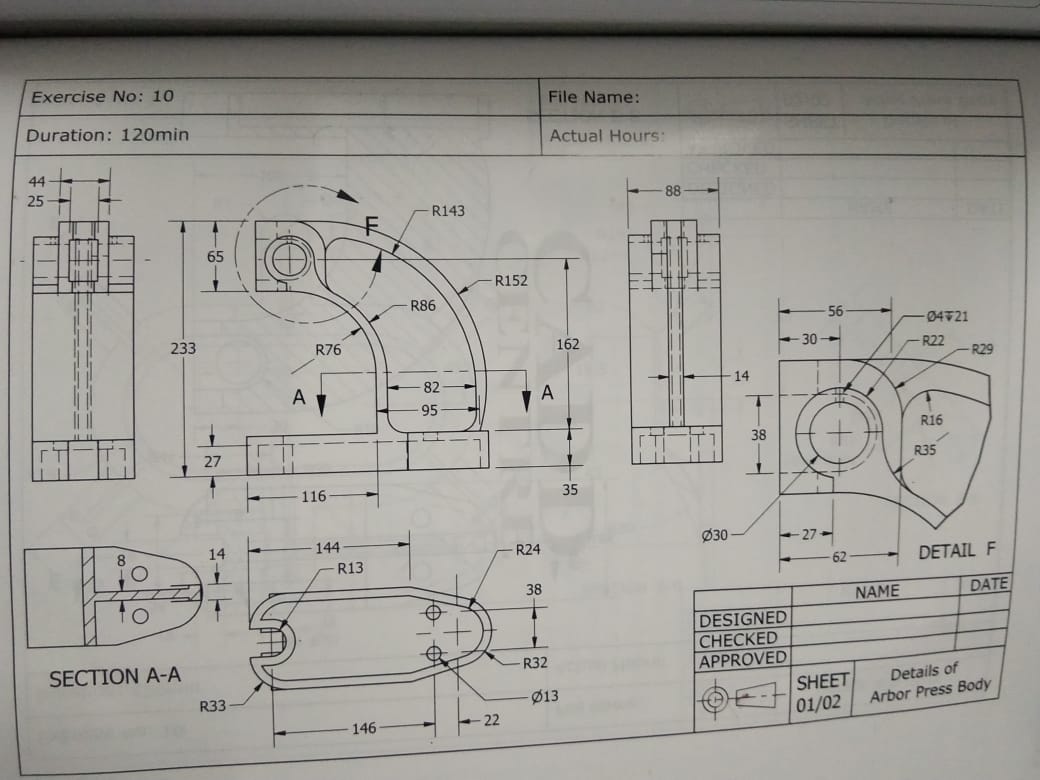 Exercise No: 10
File Name:
Duration: 120min
Actual Hours:
44
25
65
233
27
116
F
R143
R152
R86
R76
A
A
82
95
162
35
88
14
56
30
Ø4↧21
R22
R29
R16
R35
38
Ø30
27
62
DETAIL F
8
14
SECTION A-A
144
R13
R24
38
R32
R33
Ø13
146
22
NAME
DATE
DESIGNED
CHECKED
APPROVED
SHEET
01/02
Details of
Arbor Press Body